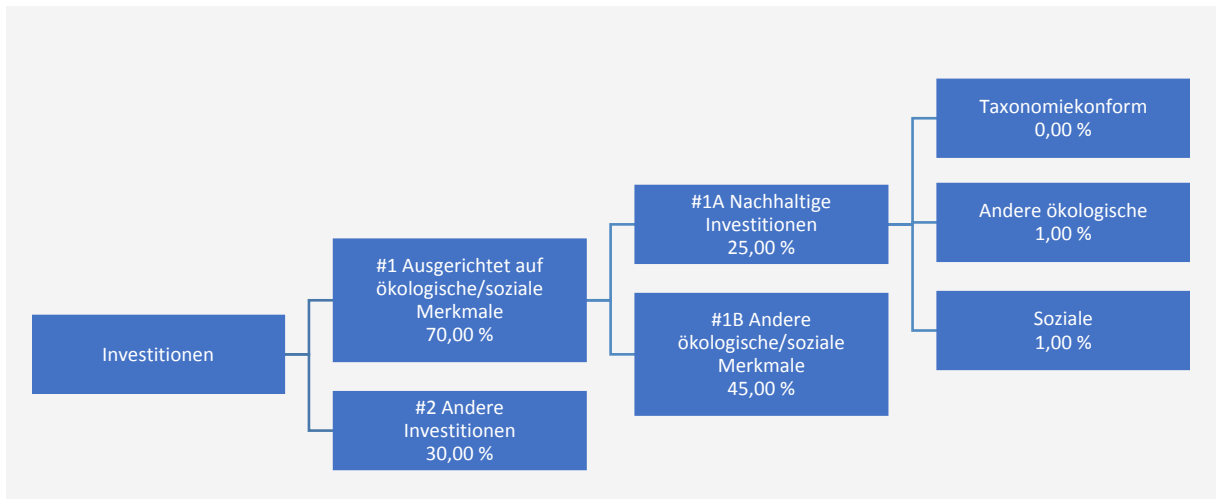 Investitionen
#1 Ausgerichtet auf
ökologische/soziale
Merkmale
70,00 %
#2 Andere
Investitionen
30,00 %
#1A Nachhaltige
Investitionen
25,00 %
#1B Andere
ökologische/soziale
Merkmale
45,00 %
Taxonomiekonform
0,00 %
Andere ökologische
1,00 %
Soziale
1,00 %